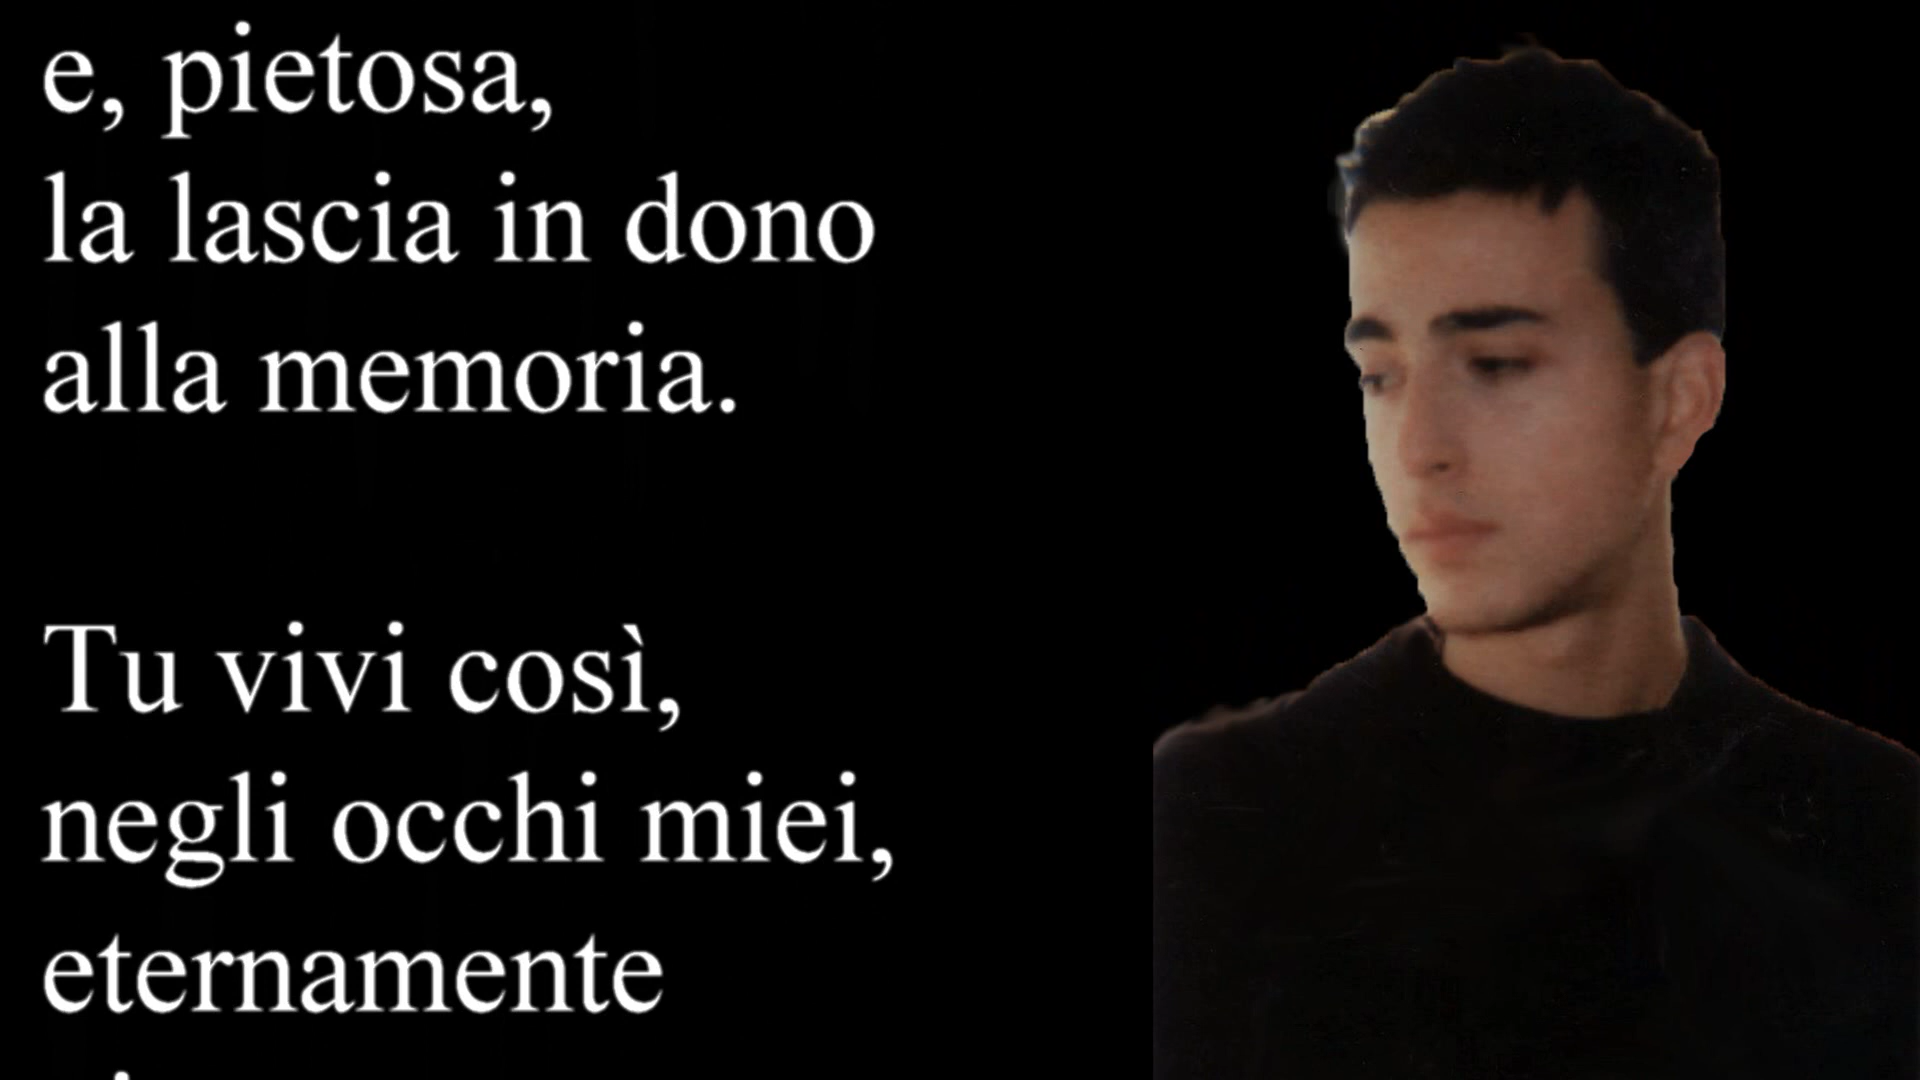 e, pietosa,
la lascia in dono
alla memoria.
Tu vivi così,
negli occhi miei,
eternamente